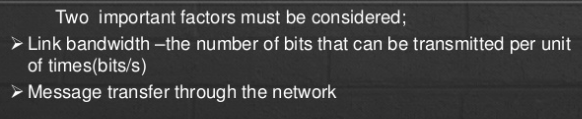 Two important factors must be considered;
➢ Link bandwidth –the number of bits that can be transmitted per unit
of times(bits/s)
➢ Message transfer through the network